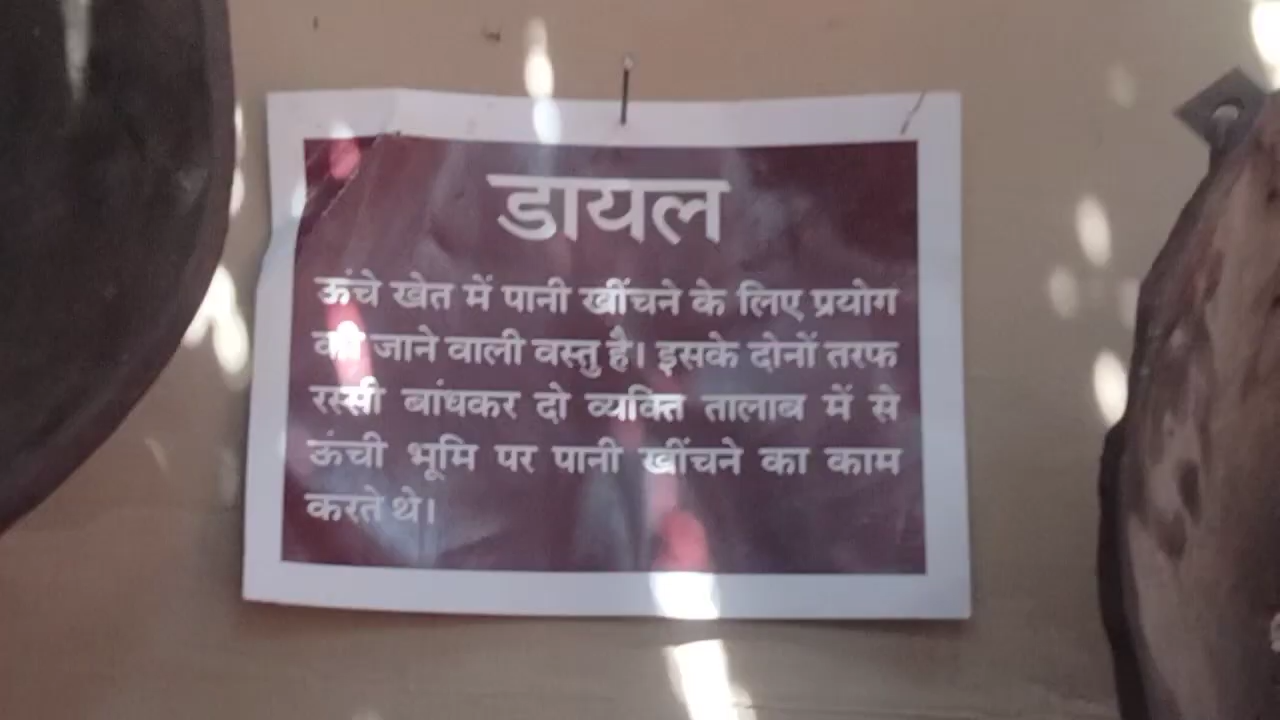 डायल
ऊंचे खेत में पानी खींचने के लिए प्रयोग
की जाने वाली वस्तु है। इसके दोनों तरफ
रस्सी बांधकर दो व्यक्ति तालाब में से
ऊंची भूमि पर पानी खींचने का काम
करते थे।